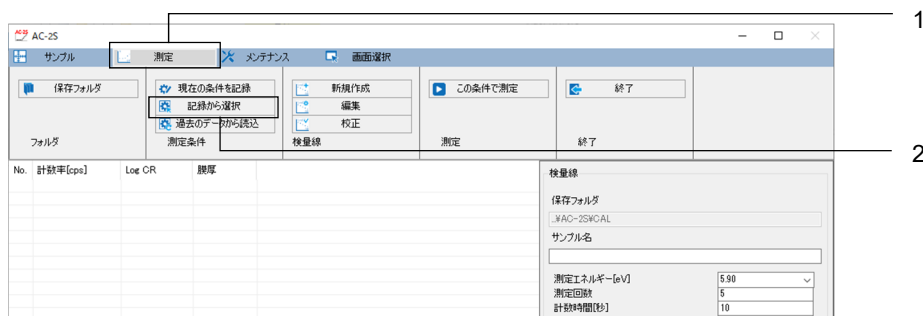 1
AC-2S AC-2S
サンプル 測定 メンテナンス 画面選択
保存フォルダ 現在の条件を記録 新規作成 この条件で測定 終了
記録から選択 編集
過去のデータから読込 校正
フォルダ 測定条件 検量線 測定 終了
2
No. 計数率[cps] Log CR 膜厚
検量線
保存フォルダ
.¥AC-2S¥CAL
サンプル名
測定エネルギー[eV] 5.90
測定回数 5
計数時間[秒] 10